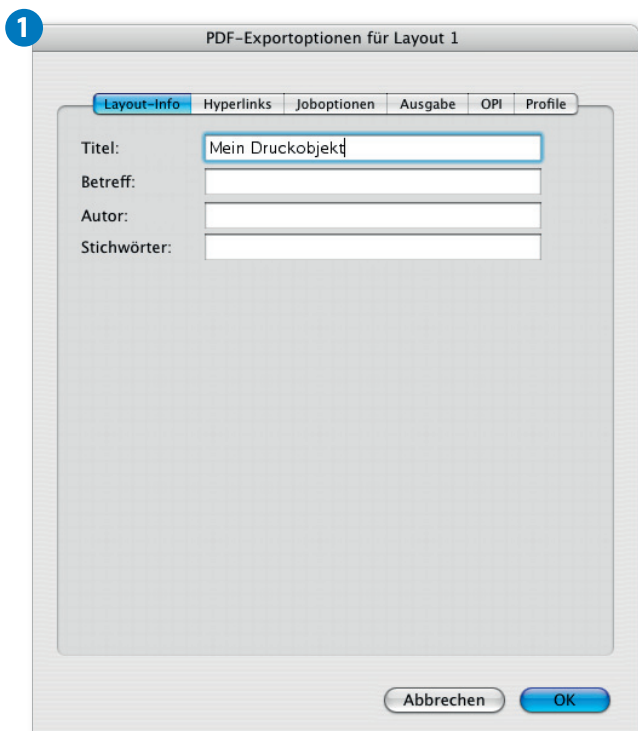 1
PDF-Exportoptionen für Layout 1
Layout-Info Hyperlinks Joboptionen Ausgabe OPI Profile
Titel: Mein Druckobjekt
Betreff:
Autor:
Stichwörter:
Abbrechen OK